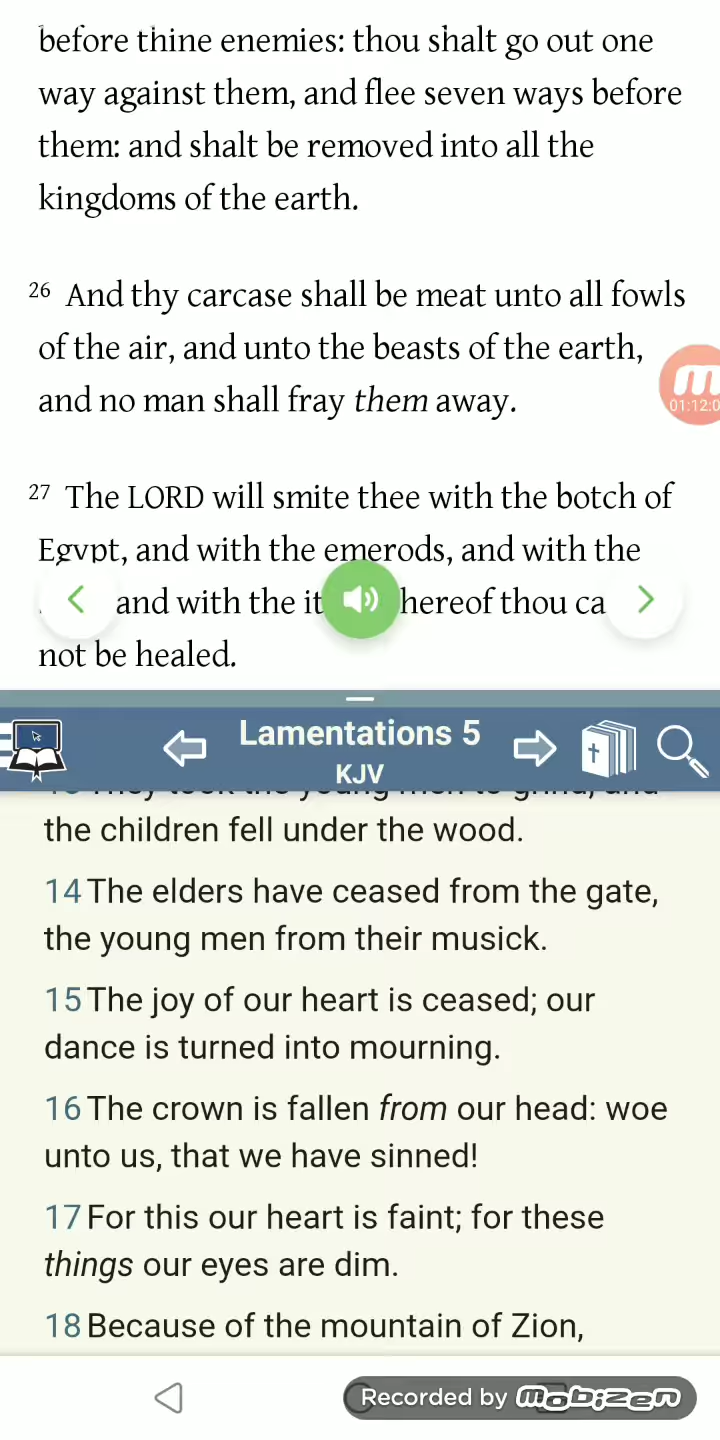 before thine enemies: thou shalt go out one
way against them, and flee seven ways before
them: and shalt be removed into all the
kingdoms of the earth.
26 And thy carcase shall be meat unto all fowls
of the air, and unto the beasts of the earth,
and no man shall fray them away.
01:12:0
27 The LORD will smite thee with the botch of
Egypt, and with the emerods, and with the
and with the it hereof thou ca
not be healed.
Lamentations 5
KJV
the children fell under the wood.
14 The elders have ceased from the gate,
the young men from their musick.
15 The joy of our heart is ceased; our
dance is turned into mourning.
16 The crown is fallen from our head: woe
unto us, that we have sinned!
17 For this our heart is faint; for these
things our eyes are dim.
18 Because of the mountain of Zion,
Recorded by Mobizen